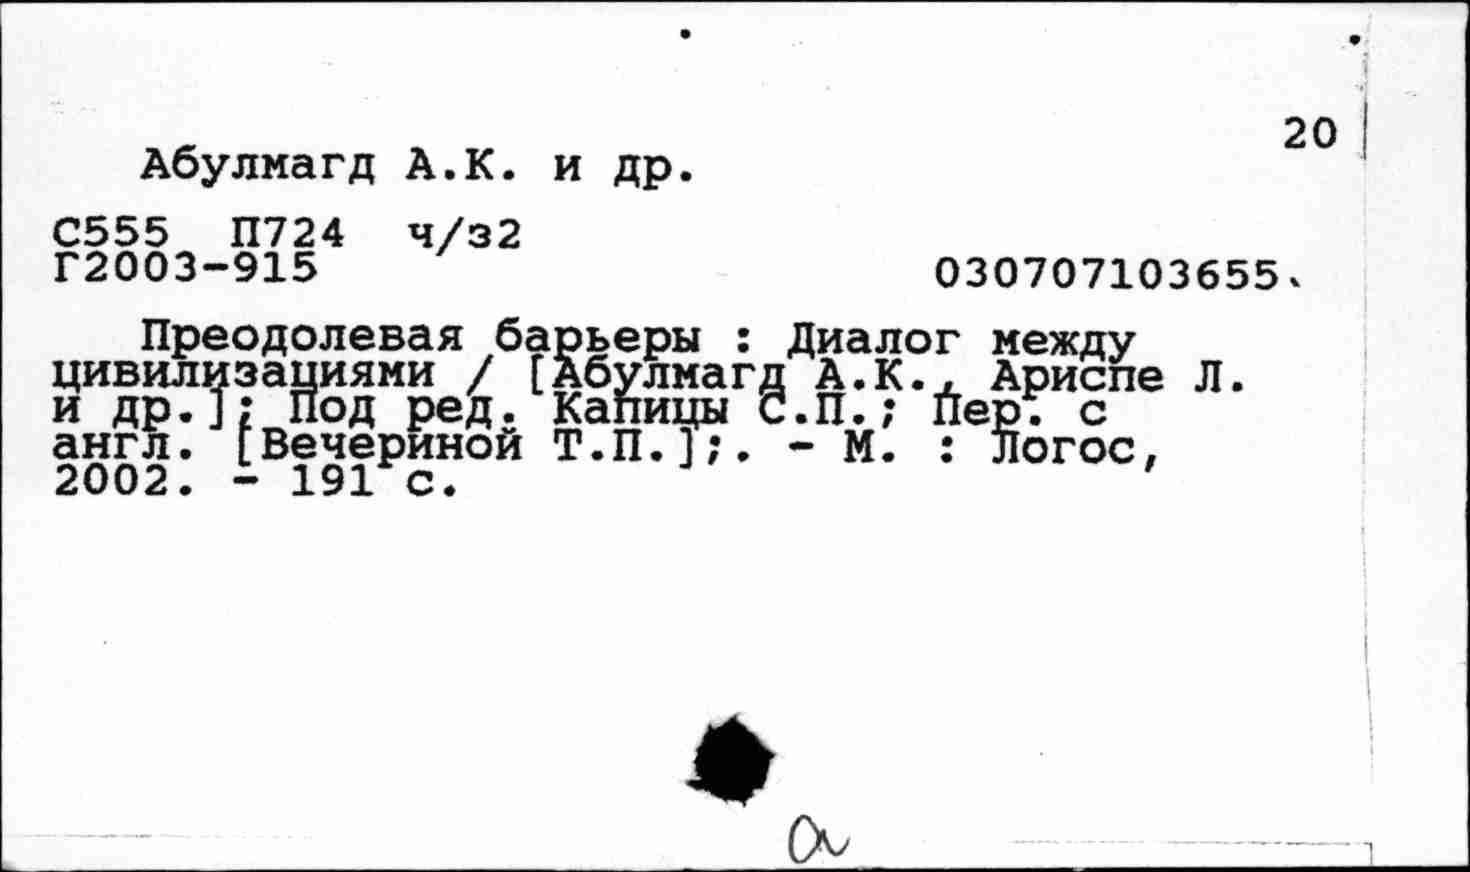 20
Абулмагд А.К. и др.
С555 П724 ч/з2
Г2003-915 030707103655.
Преодолевая барьеры : Диалог между
цивилизациями / [Абулмагд А.К., Ариспе Л.
и др.]; Под ред. Капицы С.П.; Пер. с
англ. [Вечериной Т.П.];. - М. : Логос,
2002. - 191 с.